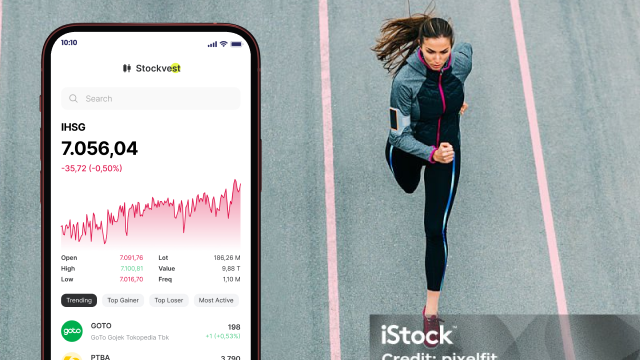 10:10
Stockvest
Search
IHSG
7.056,04
-35,72 (-0,50%)
Open 7.091,76 Lot 186,26 M
High 7.100,81 Value 9,88 T
Low 7.016,70 Freq 1,10 M
Trending Top Gainer Top Loser Most Active
goto GOTO 198
GoTo Gojek Tokopedia Tbk +1 (+0,53%)
PTBA 3.790
iStock™
Credit: pixelfit